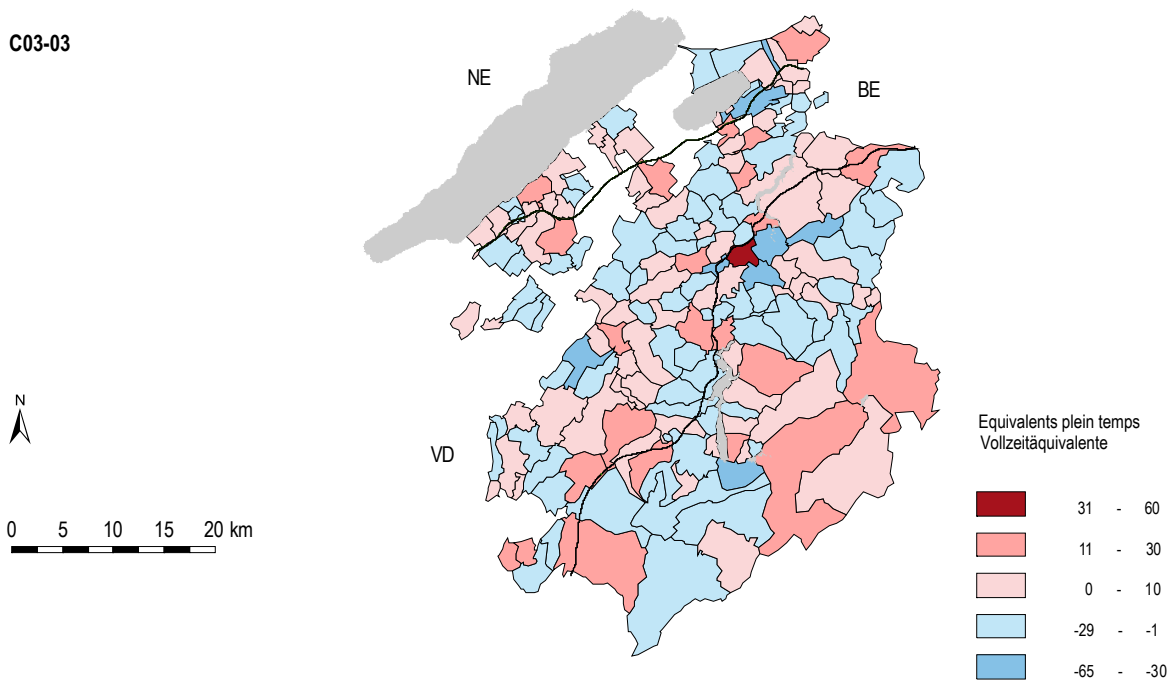 C03-03
NE
BE
VD
N
0 5 10 15 20 km
Equivalents plein temps
Vollzeitäquivalente
31 - 60
11 - 30
0 - 10
-29 - -1
-65 - -30